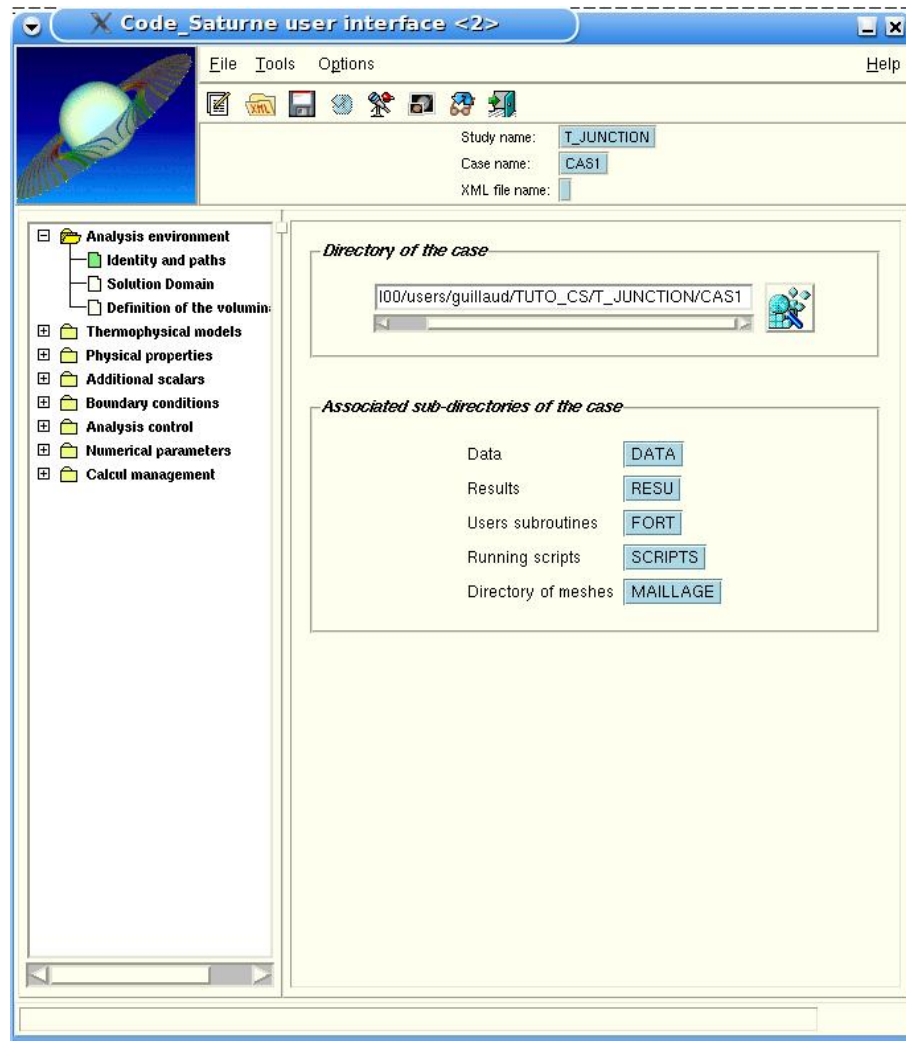 Code_Saturne user interface <2>
File Tools Options Help
XML
Study name: T_JUNCTION
Case name: CAS1
XML file name:
Analysis environment
Identity and paths
Solution Domain
Definition of the volumin
Thermophysical models
Physical properties
Additional scalars
Boundary conditions
Analysis control
Numerical parameters
Calcul management
Directory of the case
l00/users/guillaud/TUTO_CS/T_JUNCTION/CAS1
Associated sub-directories of the case
Data DATA
Results RESU
Users subroutines FORT
Running scripts SCRIPTS
Directory of meshes MAILLAGE